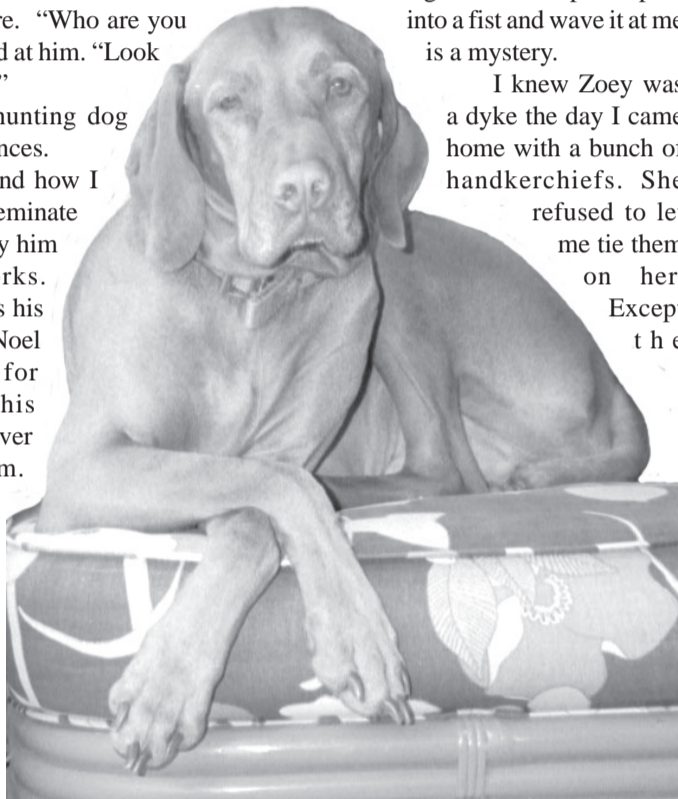 re. “Who are you
d at him. “Look
”
hunting dog
nces.
nd how I
eminate
y him
rks.
s his
Noel
for
his
ver
m.
into a fist and wave it at me
is a mystery.
I knew Zoey was
a dyke the day I came
home with a bunch of
handkerchiefs. She
refused to let
me tie them
on her.
Except
the